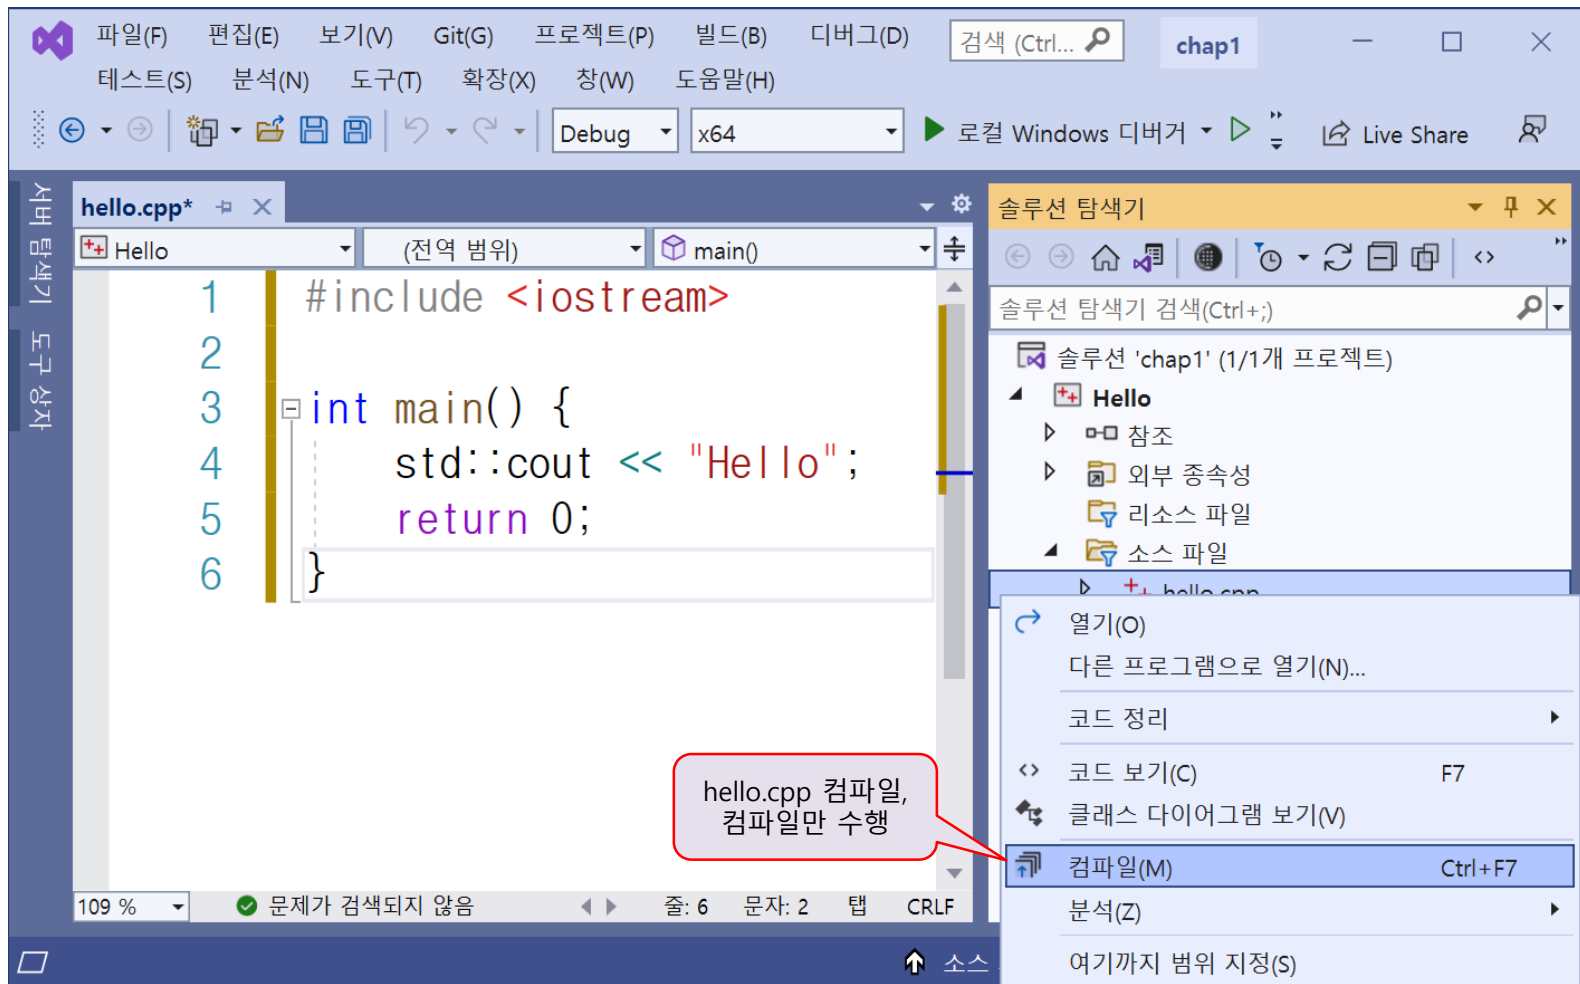 파일(F) 편집(E) 보기(V) Git(G) 프로젝트(P) 빌드(B) 디버그(D) 검색 (Ctrl... chap1
테스트(S) 분석(N) 도구(T) 확장(X) 창(W) 도움말(H)
Debug x64 로컬 Windows 디버거 Live Share
서버 탐색기
도구 상자
hello.cpp*
Hello (전역 범위) main()
1 #include <iostream>
2
3 int main() {
4 std::cout << "Hello";
5 return 0;
6 }
hello.cpp 컴파일,
컴파일만 수행
109 % 문제가 검색되지 않음 줄: 6 문자: 2 탭 CRLF
솔루션 탐색기
솔루션 탐색기 검색(Ctrl+;)
솔루션 'chap1' (1/1개 프로젝트)
Hello
참조
외부 종속성
리소스 파일
소스 파일
hello.cpp
열기(O)
다른 프로그램으로 열기(N)...
코드 정리
코드 보기(C) F7
클래스 다이어그램 보기(V)
컴파일(M) Ctrl+F7
분석(Z)
여기까지 범위 지정(S)
소스